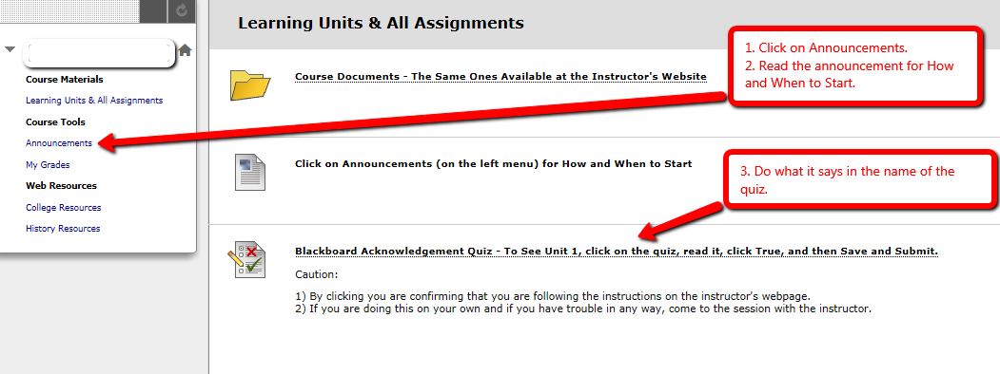 Learning Units & All Assignments
Course Materials
Learning Units & All Assignments
Course Tools
Announcements
My Grades
Web Resources
College Resources
History Resources
Course Documents - The Same Ones Available at the Instructor's Website
1. Click on Announcements.
2. Read the announcement for How
and When to Start.
Click on Announcements (on the left menu) for How and When to Start
3. Do what it says in the name of the
quiz.
Blackboard Acknowledgement Quiz - To See Unit 1, click on the quiz, read it, click True, and then Save and Submit.
Caution:
1) By clicking you are confirming that you are following the instructions on the instructor's webpage.
2) If you are doing this on your own and if you have trouble in any way, come to the session with the instructor.